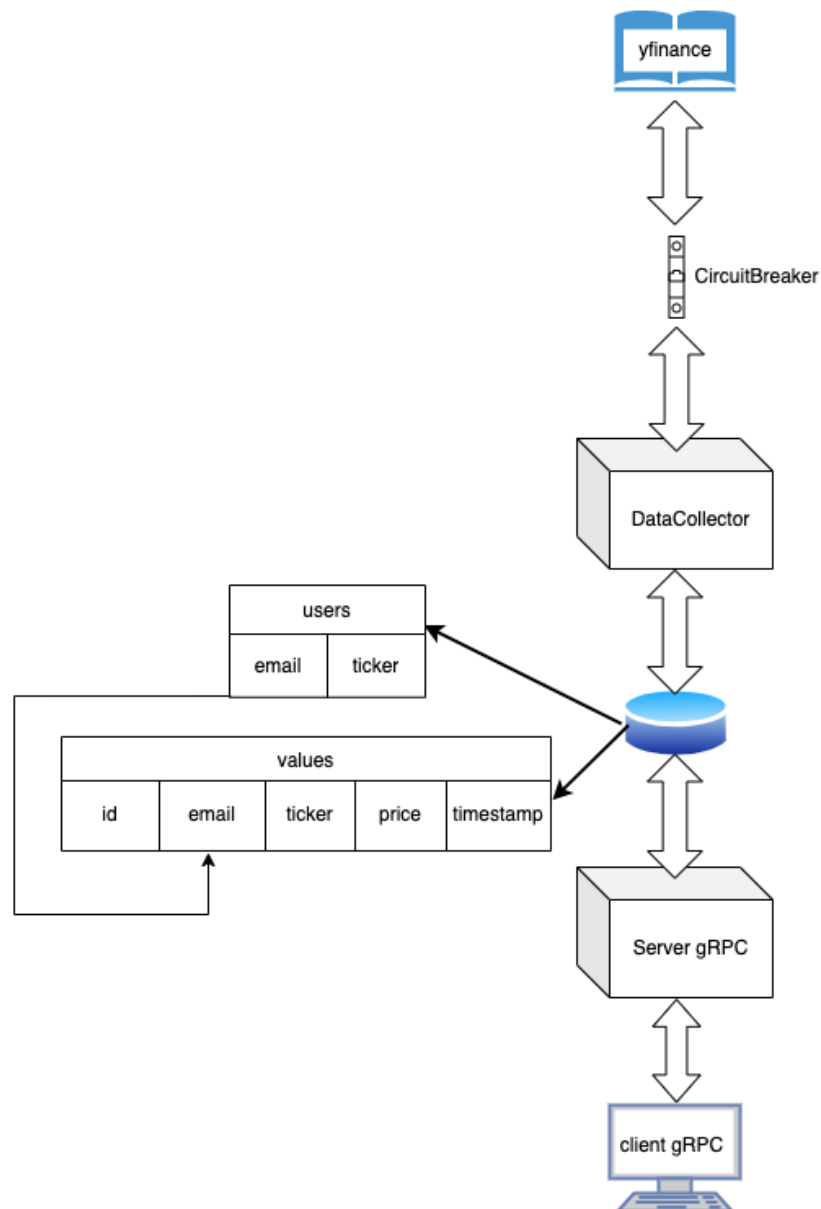 yfinance
CircuitBreaker
DataCollector
users
email ticker
values
id email ticker price timestamp
Server gRPC
client gRPC